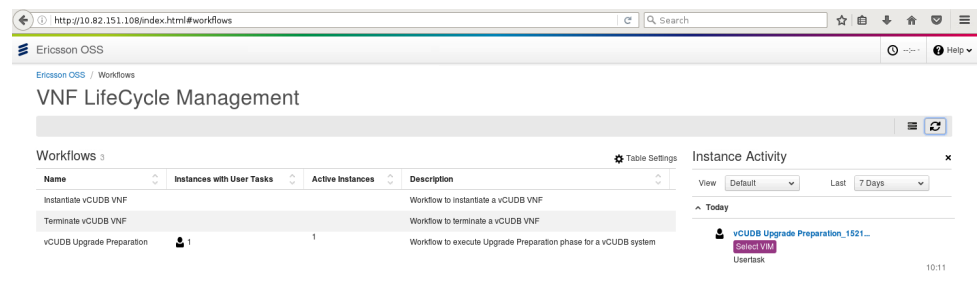 http://10.82.151.108/index.html#workflows
Search
Ericsson OSS
--:-- -
Help
Ericsson OSS / Workflows
VNF LifeCycle Management
Workflows 3
Table Settings
Name Instances with User Tasks Active Instances Description
Instantiate vCUDB VNF Workflow to instantiate a vCUDB VNF
Terminate vCUDB VNF Workflow to terminate a vCUDB VNF
vCUDB Upgrade Preparation 1 1 Workflow to execute Upgrade Preparation phase for a vCUDB system
Instance Activity
View Default Last 7 Days
Today
vCUDB Upgrade Preparation_1521...
Select VIM
Usertask
10:11